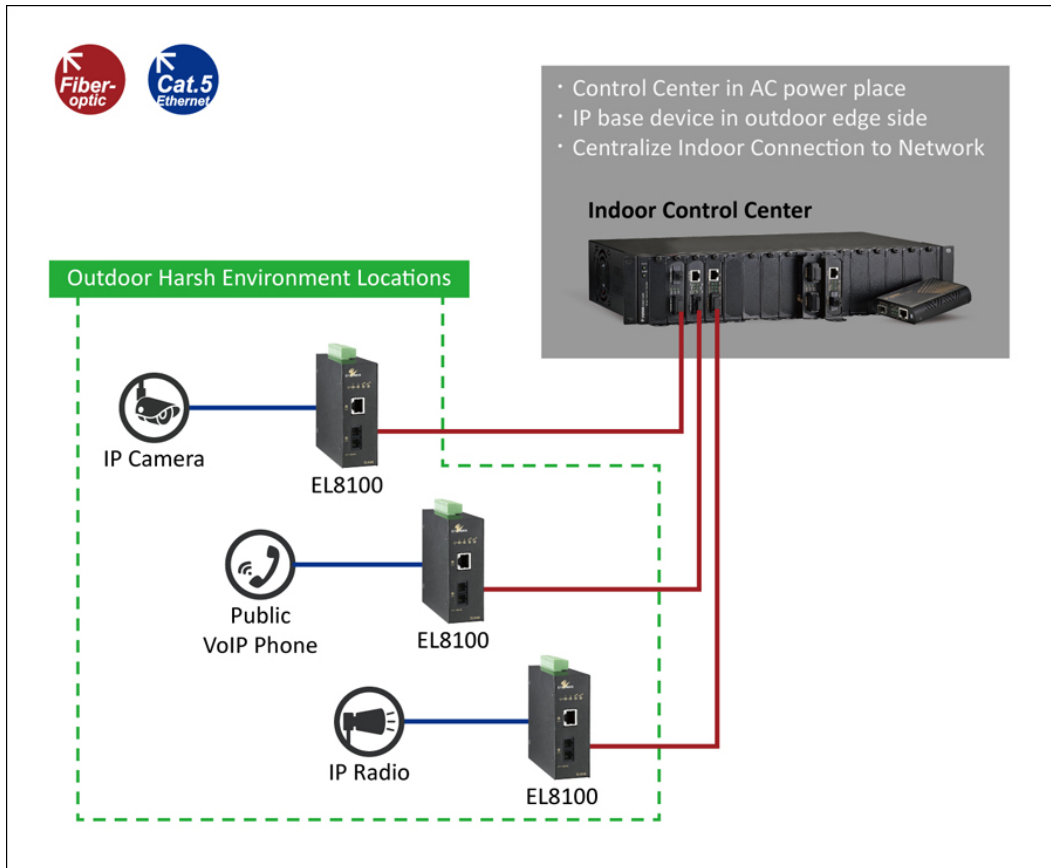 Fiber-
optic
Cat.5
Ethernet
· Control Center in AC power place
· IP base device in outdoor edge side
· Centralize Indoor Connection to Network
Indoor Control Center
Outdoor Harsh Environment Locations
IP Camera
EL8100
Public
VoIP Phone
EL8100
IP Radio
EL8100